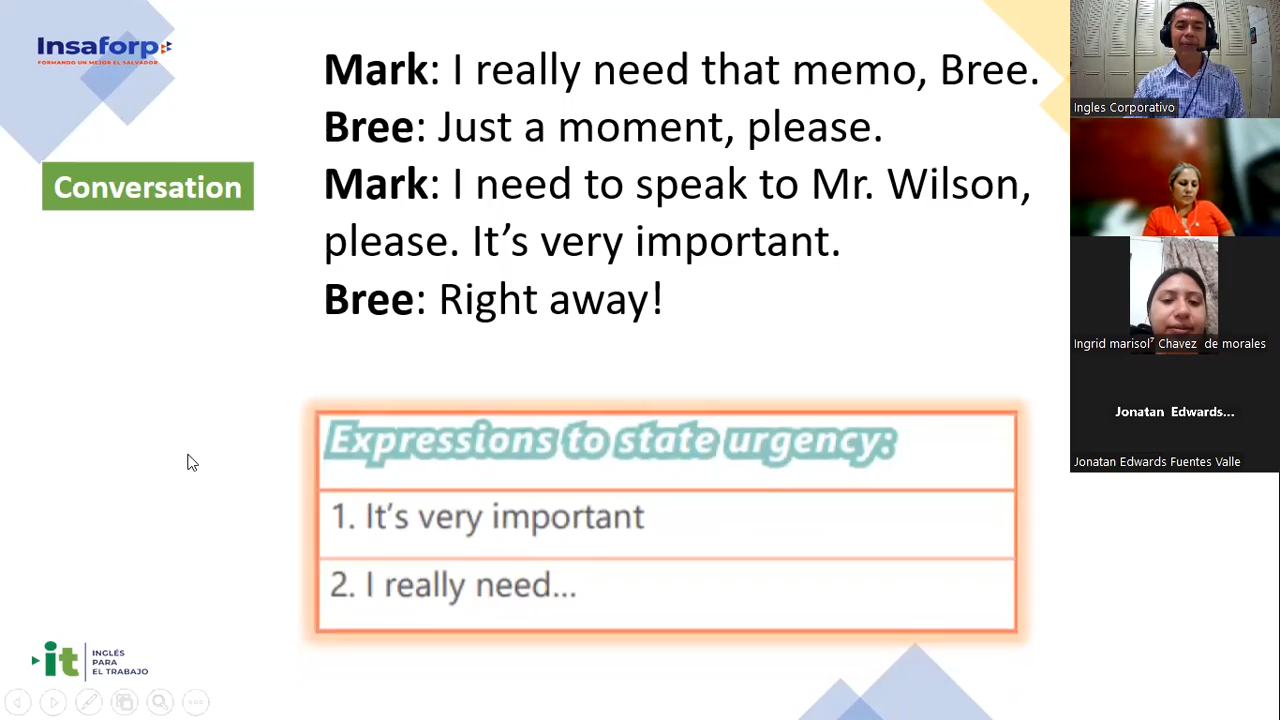 Insaforp
FORMANDO UN MEJOR EL SALVADOR
Conversation
Mark: I really need that memo, Bree.
Bree: Just a moment, please.
Mark: I need to speak to Mr. Wilson,
please. It’s very important.
Bree: Right away!
Expressions to state urgency:
1. It’s very important
2. I really need...
it
INGLÉS
PARA
EL TRABAJO
Ingles Corporativo
Ingrid marisol⁷ Chavez de morales
Jonatan Edwards...
Jonatan Edwards Fuentes Valle